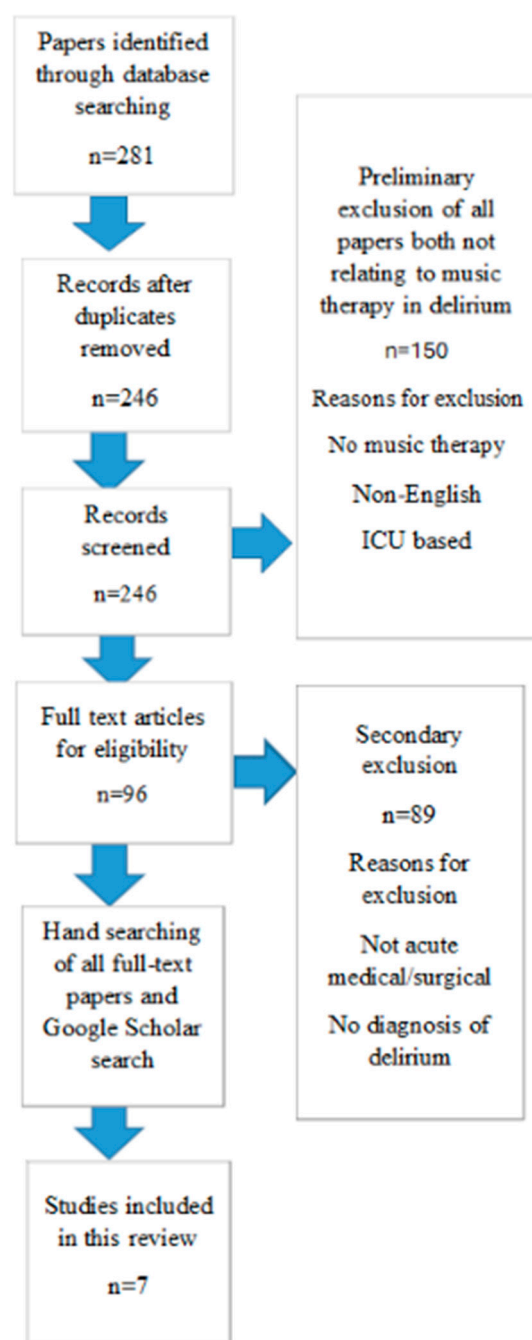 Papers identified
through database
searching
n=281
Records after
duplicates
removed
n=246
Records
screened
n=246
Preliminary
exclusion of all
papers both not
relating to music
therapy in delirium
n=150
Reasons for exclusion
No music therapy
Non-English
ICU based
Full text articles
for eligibility
n=96
Secondary
exclusion
n=89
Reasons for
exclusion
Not acute
medical/surgical
No diagnosis of
delirium
Hand searching
of all full-text
papers and
Google Scholar
search
Studies included
in this review
n=7